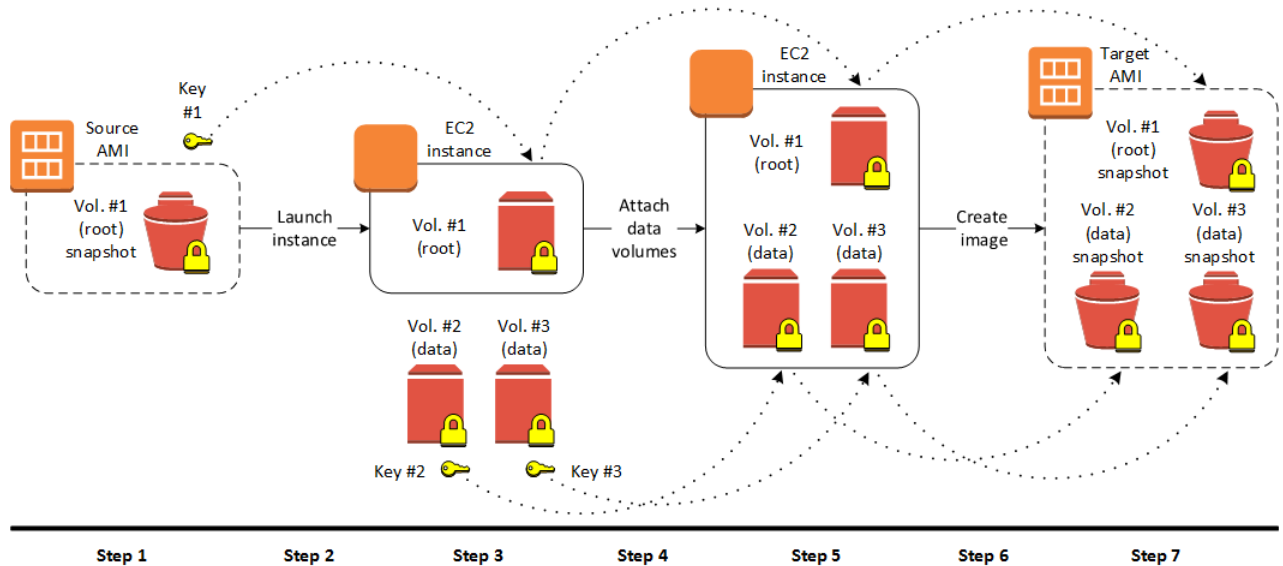 Key
#1
Source
AMI
Vol. #1
(root)
snapshot
Launch
instance
EC2
instance
Vol. #1
(root)
Vol. #2
(data)
Vol. #3
(data)
Key #2
Key #3
Attach
data
volumes
EC2
instance
Vol. #1
(root)
Vol. #2
(data)
Vol. #3
(data)
Create
image
Target
AMI
Vol. #1
(root)
snapshot
Vol. #2
(data)
snapshot
Vol. #3
(data)
snapshot
Step 1
Step 2
Step 3
Step 4
Step 5
Step 6
Step 7